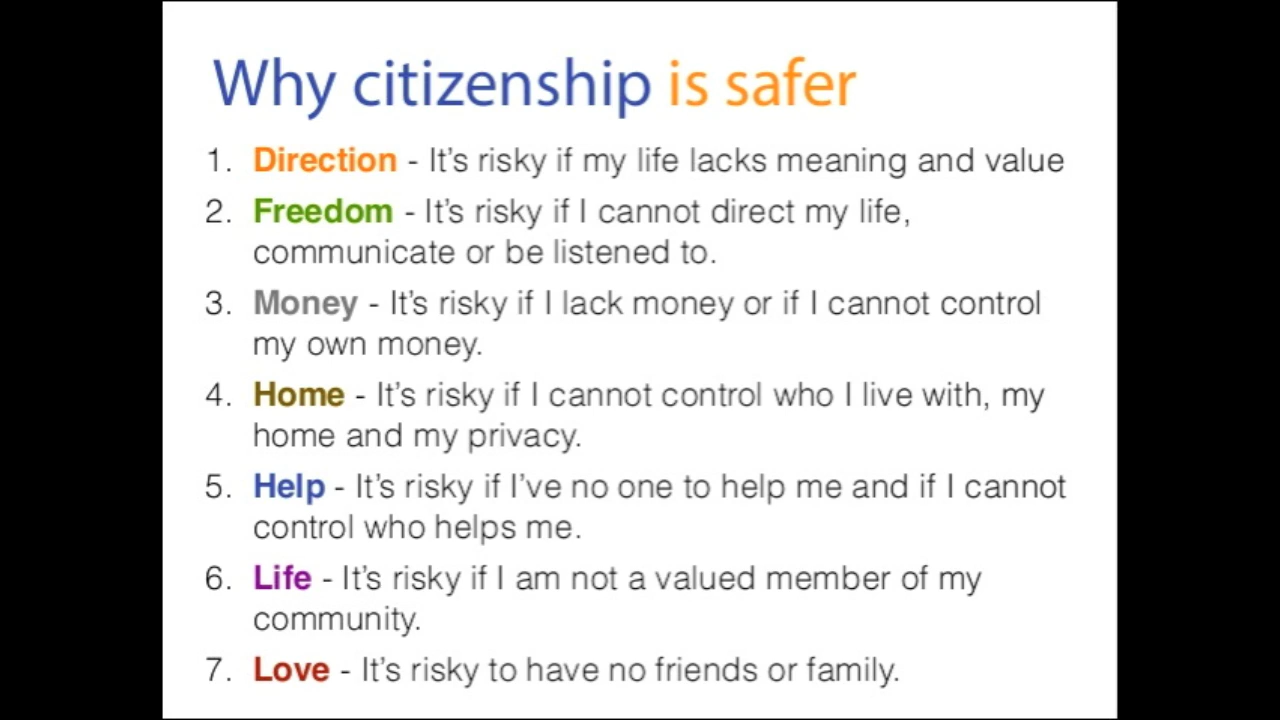 Why citizenship is safer
1. Direction - It's risky if my life lacks meaning and value
2. Freedom - It's risky if I cannot direct my life,
communicate or be listened to.
3. Money - It's risky if I lack money or if I cannot control
my own money.
4. Home - It's risky if I cannot control who I live with, my
home and my privacy.
5. Help - It's risky if I've no one to help me and if I cannot
control who helps me.
6. Life - It's risky if I am not a valued member of my
community.
7. Love - It's risky to have no friends or family.